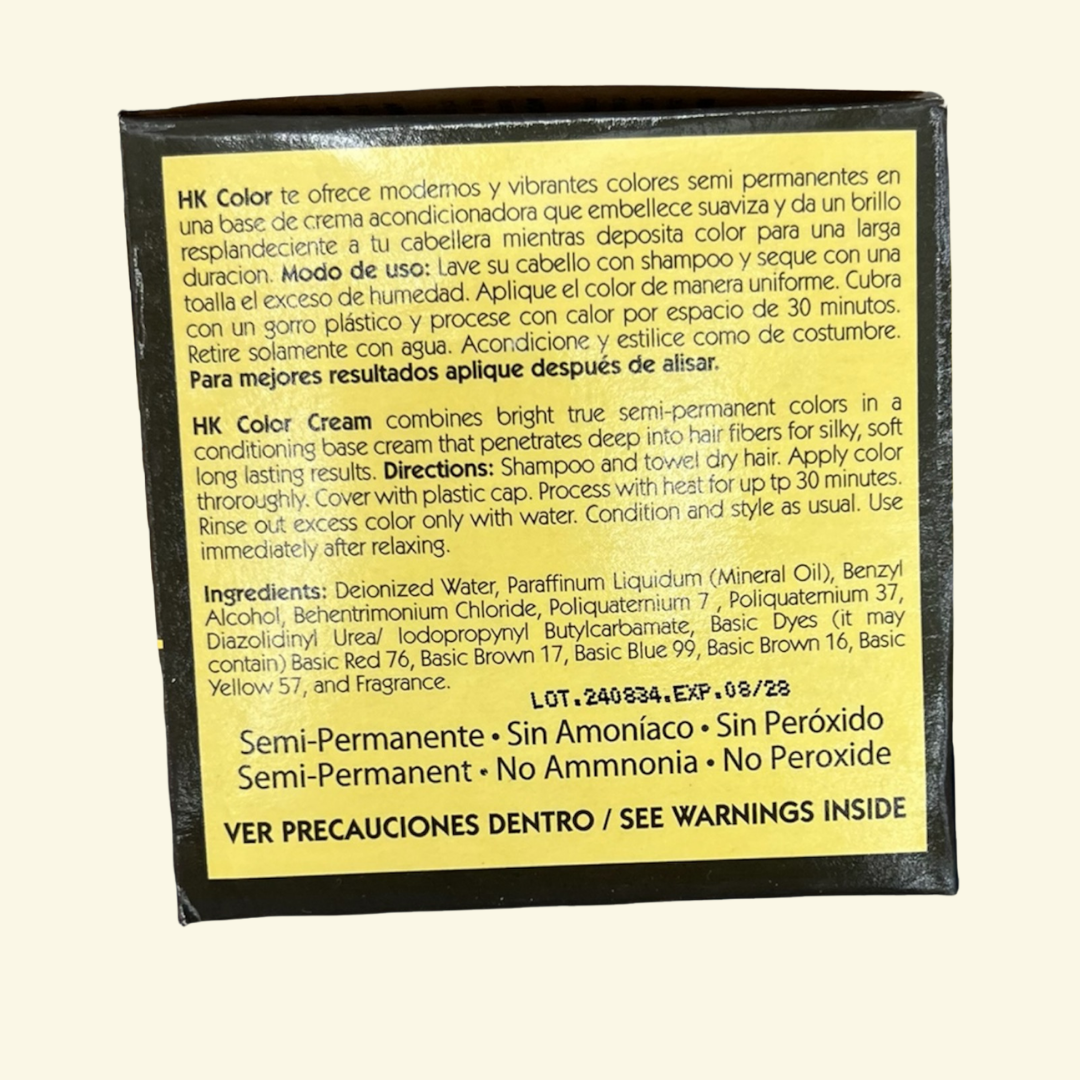 HK Color te ofrece modernos y vibrantes colores semi permanentes en
una base de crema acondicionadora que embellece suaviza y da un brillo
resplandeciente a tu cabellera mientras deposita color para una larga
duracion. Modo de uso: Lave su cabello con shampoo y seque con una
toalla el exceso de humedad. Aplique el color de manera uniforme. Cubra
con un gorro plástico y procese con calor por espacio de 30 minutos.
Retire solamente con agua. Acondicione y estilice como de costumbre.
Para mejores resultados aplique después de alisar.
HK Color Cream combines bright true semi-permanent colors in a
conditioning base cream that penetrates deep into hair fibers for silky, soft
long lasting results. Directions: Shampoo and towel dry hair. Apply color
throroughly. Cover with plastic cap. Process with heat for up tp 30 minutes.
Rinse out excess color only with water. Condition and style as usual. Use
immediately after relaxing.
Ingredients: Deionized Water, Paraffinum Liquidum (Mineral Oil), Benzyl
Alcohol, Behentrimonium Chloride, Poliquaternium 7 , Poliquaternium 37,
Diazolidinyl Urea/ Iodopropynyl Butylcarbamate, Basic Dyes (it may
contain) Basic Red 76, Basic Brown 17, Basic Blue 99, Basic Brown 16, Basic
Yellow 57, and Fragrance.
LOT.240834.EXP.08/28
Semi-Permanente • Sin Amoníaco • Sin Peróxido
Semi-Permanent • No Ammnonia • No Peroxide
VER PRECAUCIONES DENTRO / SEE WARNINGS INSIDE